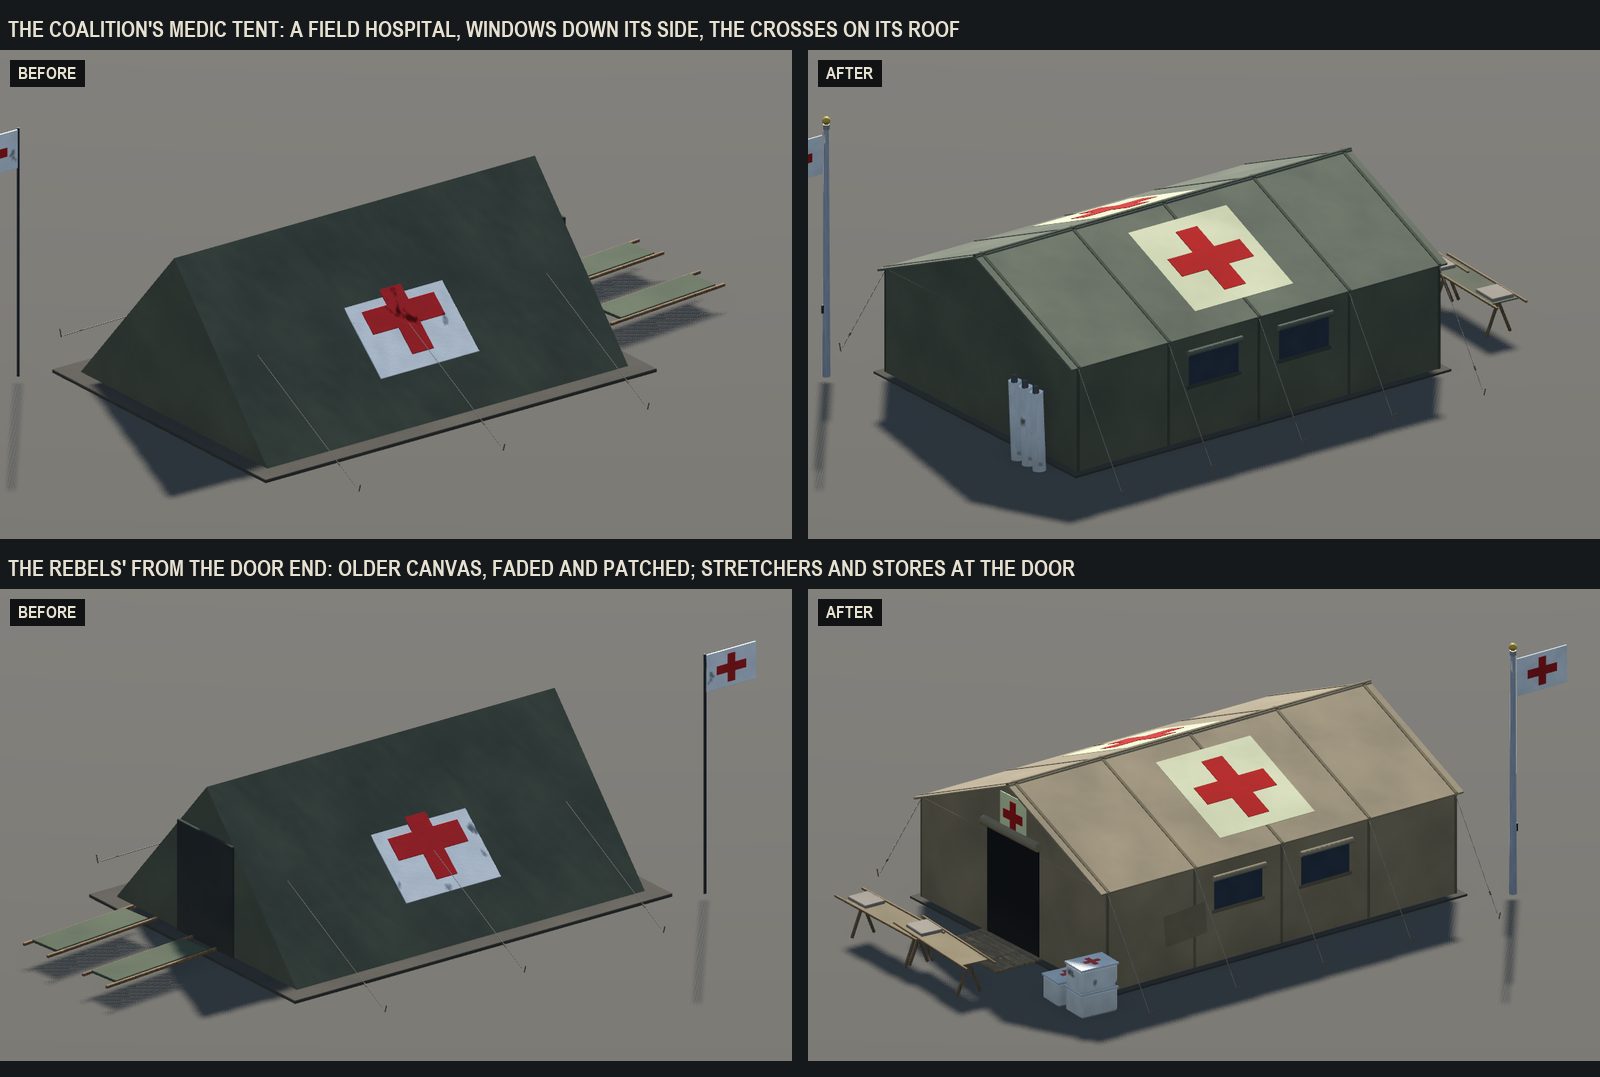 THE COALITION'S MEDIC TENT: A FIELD HOSPITAL, WINDOWS DOWN ITS SIDE, THE CROSSES ON ITS ROOF
BEFORE
AFTER
THE REBELS' FROM THE DOOR END: OLDER CANVAS, FADED AND PATCHED; STRETCHERS AND STORES AT THE DOOR
BEFORE
AFTER